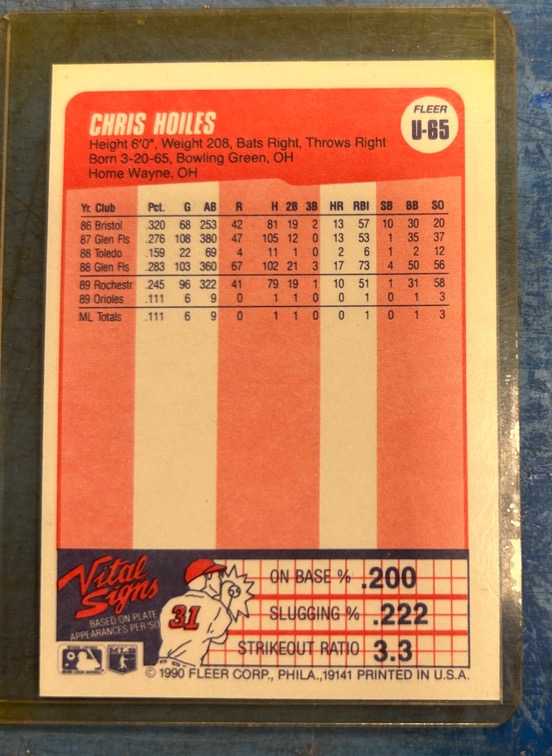 CHRIS HOILES
FLEER
U-65
Height 6'0", Weight 208, Bats Right, Throws Right
Born 3-20-65, Bowling Green, OH
Home Wayne, OH
Yr. Club Pct. G AB R H 2B 3B HR RBI SB BB SO
86 Bristol .320 68 253 42 81 19 2 13 57 10 30 20
87 Glen Fls .276 108 380 47 105 12 0 13 53 1 35 37
88 Toledo .159 22 69 4 11 1 0 2 6 1 2 12
88 Glen Fls .283 103 360 67 102 21 3 17 73 4 50 56
89 Rochestr .245 96 322 41 79 19 1 10 51 1 31 58
89 Orioles .111 6 9 0 1 1 0 0 1 0 1 3
ML Totals .111 6 9 0 1 1 0 0 1 0 1 3
Vital
Signs
BASED ON PLATE
APPEARANCES PER '50
31
ON BASE % .200
SLUGGING % .222
STRIKEOUT RATIO 3.3
© 1990 FLEER CORP., PHILA.,19141 PRINTED IN U.S.A.